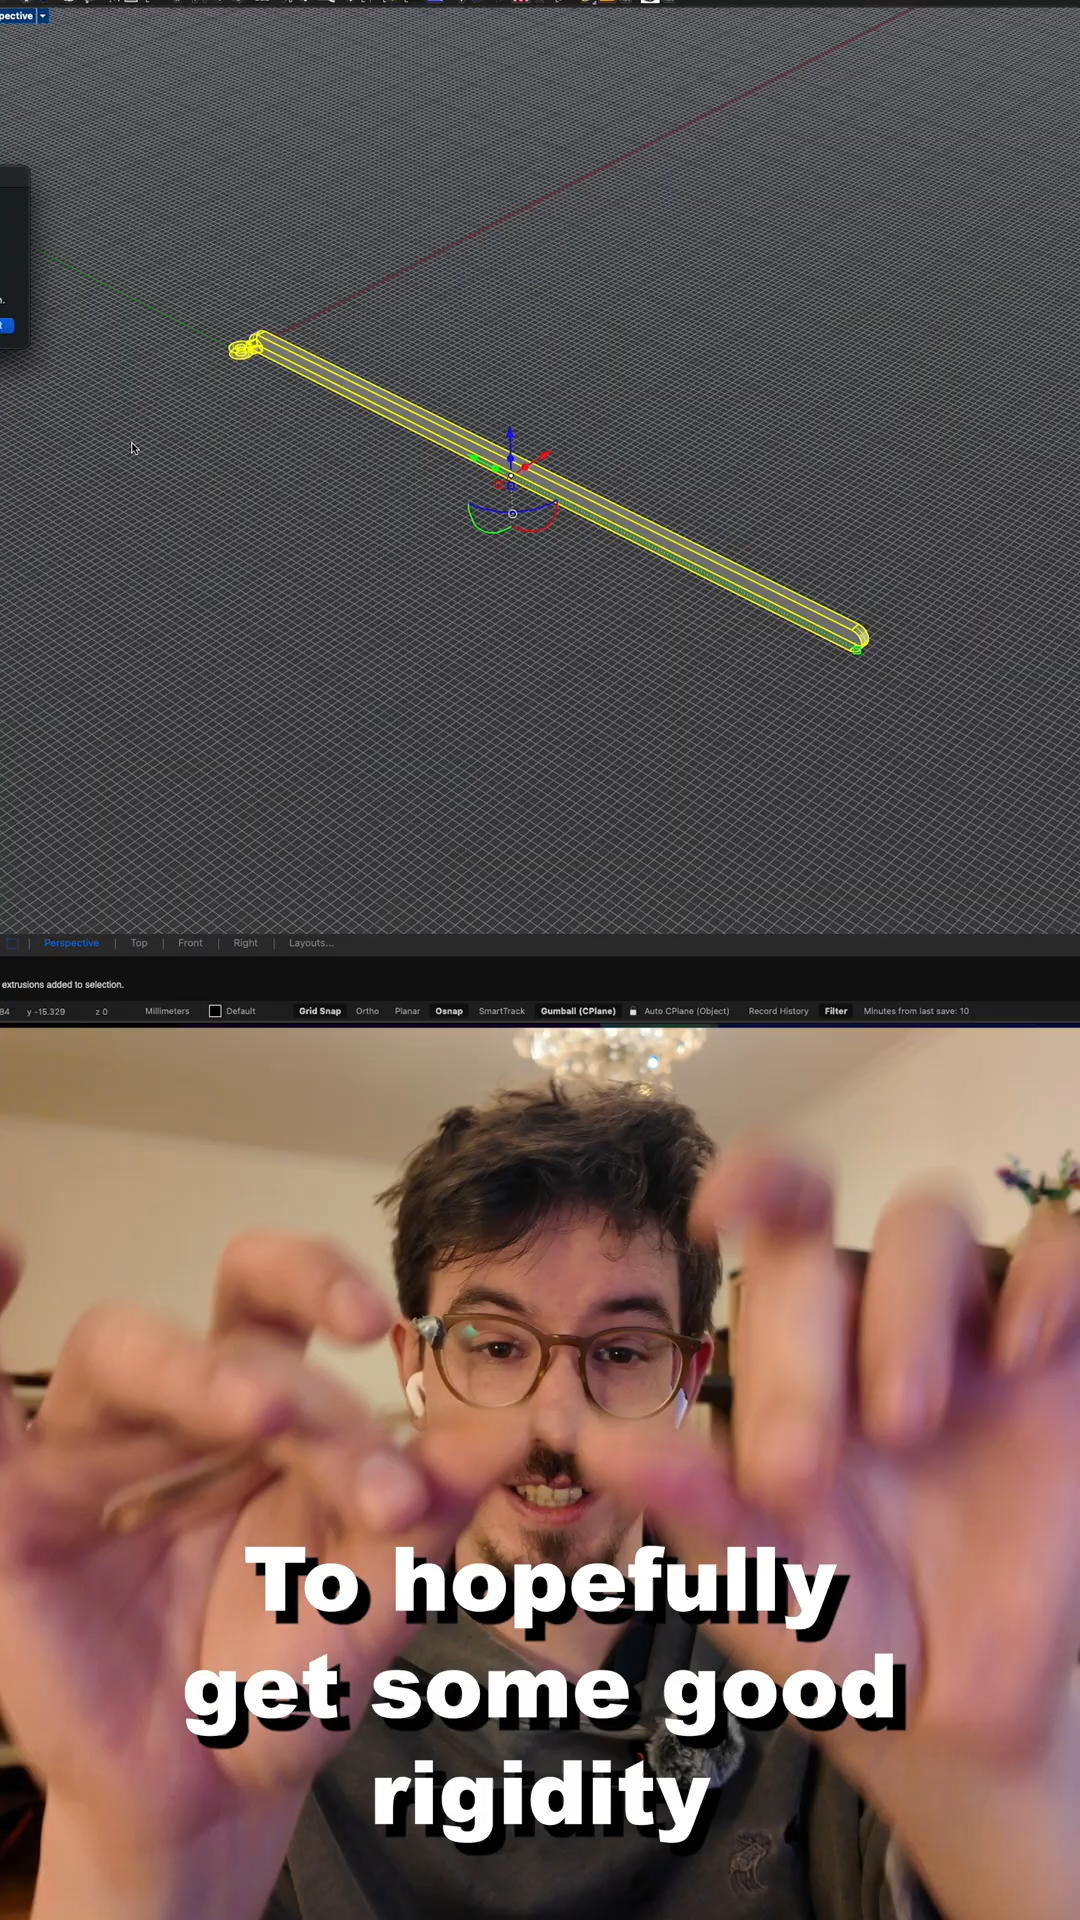 pective
n.
t
Perspective | Top | Front | Right | Layouts...
extrusions added to selection.
84 y -15.329 z 0 Millimeters Default Grid Snap Ortho Planar Osnap SmartTrack Gumball (CPlane) Auto CPlane (Object) Record History Filter Minutes from last save: 10
To hopefully
get some good
rigidity